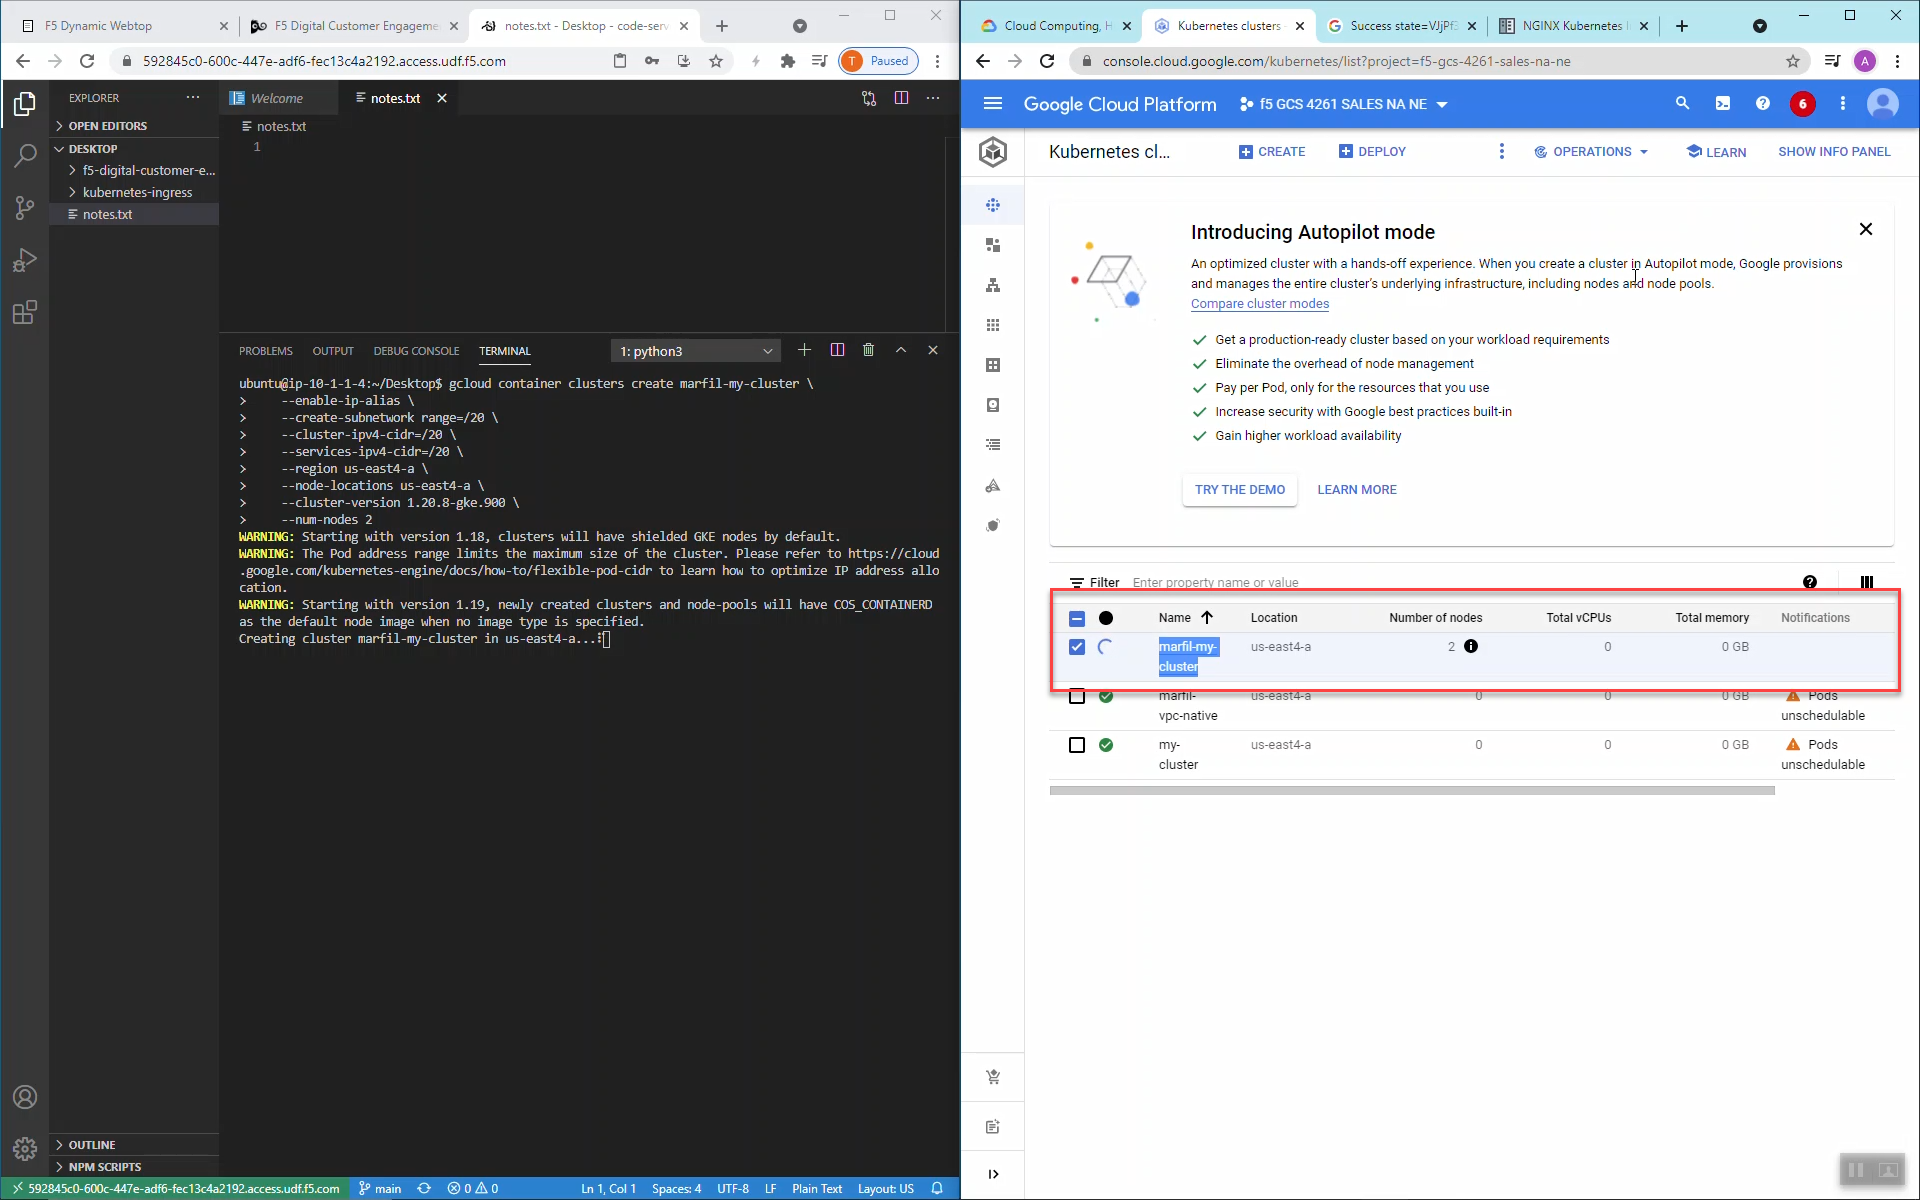 F5 Dynamic Webtop
F5 Digital Customer Engageme
notes.txt - Desktop - code-serv
592845c0-600c-447e-adf6-fec13c4a2192.access.udf.f5.com
T Paused
EXPLORER
OPEN EDITORS
DESKTOP
f5-digital-customer-e...
kubernetes-ingress
notes.txt
OUTLINE
NPM SCRIPTS
Welcome
notes.txt
notes.txt
1
PROBLEMS OUTPUT DEBUG CONSOLE TERMINAL
1: python3
ubuntu@ip-10-1-1-4:~/Desktop$ gcloud container clusters create marfil-my-cluster \
> --enable-ip-alias \
> --create-subnetwork range=/20 \
> --cluster-ipv4-cidr=/20 \
> --services-ipv4-cidr=/20 \
> --region us-east4-a \
> --node-locations us-east4-a \
> --cluster-version 1.20.8-gke.900 \
> --num-nodes 2
WARNING: Starting with version 1.18, clusters will have shielded GKE nodes by default.
WARNING: The Pod address range limits the maximum size of the cluster. Please refer to https://cloud
.google.com/kubernetes-engine/docs/how-to/flexible-pod-cidr to learn how to optimize IP address allo
cation.
WARNING: Starting with version 1.19, newly created clusters and node-pools will have COS_CONTAINERD
as the default node image when no image type is specified.
Creating cluster marfil-my-cluster in us-east4-a...
592845c0-600c-447e-adf6-fec13c4a2192.access.udf.f5.com main 0 0 Ln 1, Col 1 Spaces: 4 UTF-8 LF Plain Text Layout: US
Cloud Computing, H
Kubernetes clusters
Success state=VJjPf
NGINX Kubernetes
console.cloud.google.com/kubernetes/list?project=f5-gcs-4261-sales-na-ne
A
Google Cloud Platform
f5 GCS 4261 SALES NA NE
6
Kubernetes cl...
CREATE
DEPLOY
OPERATIONS
LEARN
SHOW INFO PANEL
Introducing Autopilot mode
An optimized cluster with a hands-off experience. When you create a cluster in Autopilot mode, Google provisions
and manages the entire cluster's underlying infrastructure, including nodes and node pools.
Compare cluster modes
Get a production-ready cluster based on your workload requirements
Eliminate the overhead of node management
Pay per Pod, only for the resources that you use
Increase security with Google best practices built-in
Gain higher workload availability
TRY THE DEMO
LEARN MORE
Filter Enter property name or value
Name Location Number of nodes Total vCPUs Total memory Notifications
marfil-my- us-east4-a 2 0 0 GB
cluster
marfil- us-east4-a 0 0 0 GB Pods
vpc-native unschedulable
my- us-east4-a 0 0 0 GB Pods
cluster unschedulable